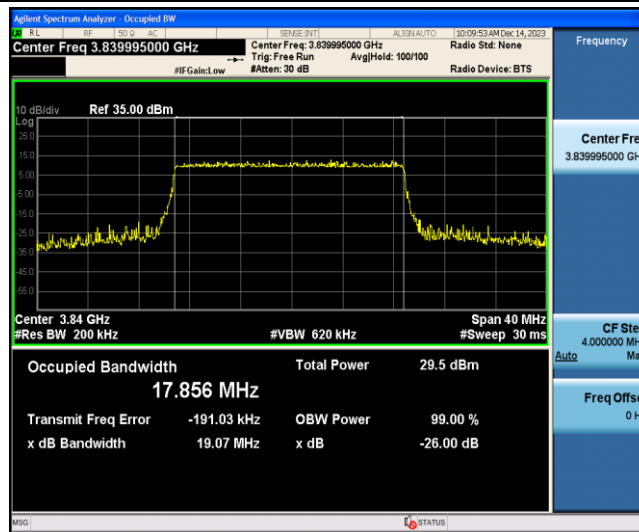 Agilent Spectrum Analyzer - Occupied BW
RL RF 50 Ω AC SENSE:INT ALIGNAUTO 10:09:53 AM Dec 14, 2023
Center Freq 3.839995000 GHz
Center Freq: 3.839995000 GHz
Radio Std: None
Trig: Free Run Avg|Hold: 100/100
#IFGain:Low #Atten: 30 dB Radio Device: BTS
Frequency
10 dB/div Ref 35.00 dBm
Log
25.0
15.0
5.00
-5.00
-15.0
-25.0
-35.0
-45.0
-55.0
Center Fre
3.839995000 GH
Center 3.84 GHz Span 40 MHz
#Res BW 200 kHz #VBW 620 kHz #Sweep 30 ms
CF Ste
4.000000 MH
Auto Ma
Occupied Bandwidth Total Power 29.5 dBm
17.856 MHz
Transmit Freq Error -191.03 kHz OBW Power 99.00 %
x dB Bandwidth 19.07 MHz x dB -26.00 dB
Freq Offs
0 H
MSG STATUS